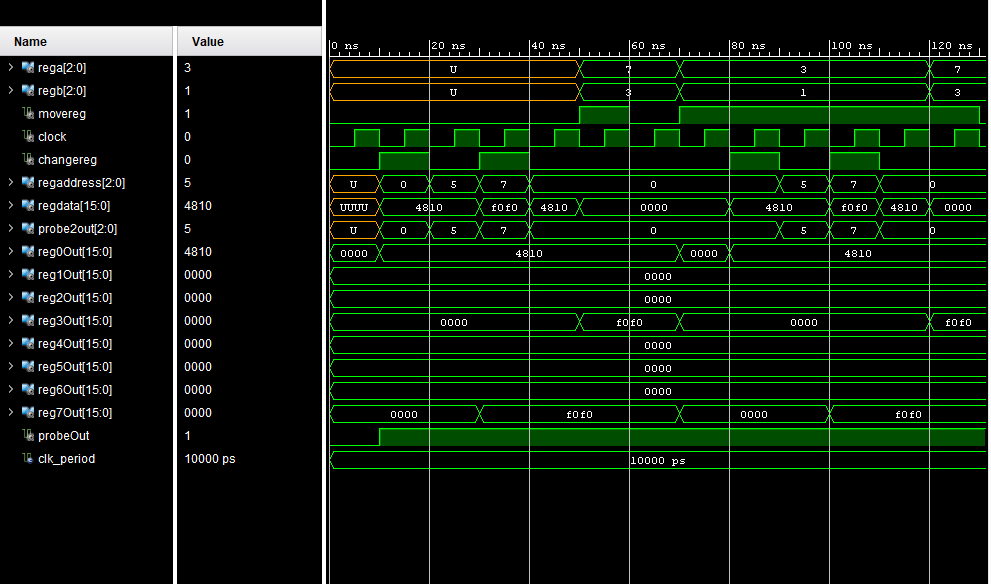 Name Value
0 ns 20 ns 40 ns 60 ns 80 ns 100 ns 120 ns
rega[2:0] 3 U 7 3 7
regb[2:0] 1 U 3 1 3
movereg 1
clock 0
changereg 0
regaddress[2:0] 5 U 0 5 7 0 5 7 0
regdata[15:0] 4810 UUUU 4810 f0f0 4810 0000 4810 f0f0 4810 0000
probe2out[2:0] 5 U 0 5 7 0 5 7 0
reg0Out[15:0] 4810 0000 4810 0000 4810
reg1Out[15:0] 0000 0000
reg2Out[15:0] 0000 0000
reg3Out[15:0] 0000 0000 f0f0 0000 f0f0
reg4Out[15:0] 0000 0000
reg5Out[15:0] 0000 0000
reg6Out[15:0] 0000 0000
reg7Out[15:0] 0000 0000 f0f0 0000 f0f0
probeOut 1
clk_period 10000 ps 10000 ps